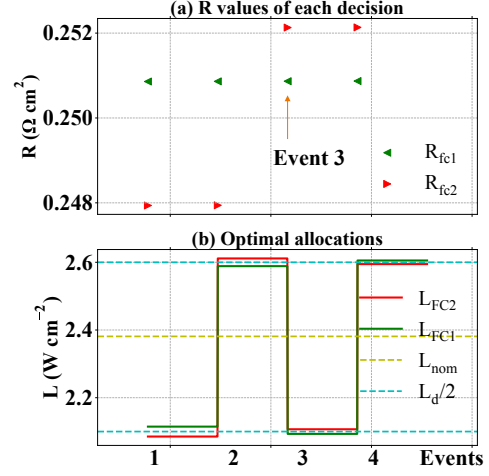 (a) R values of each decision
0.252
0.250
0.248
R (Ω cm²)
Event 3
R_fc1
R_fc2
(b) Optimal allocations
2.6
2.4
2.2
L (W cm⁻²)
L_FC2
L_FC1
L_nom
L_d/2
1 2 3 4 Events